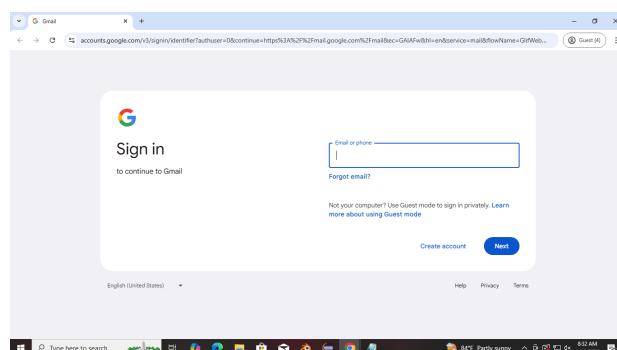 Gmail
accounts.google.com/v3/signin/identifier?authuser=0&continue=https%3A%2F%2Fmail.google.com%2Fmail&ec=GAlAFw&hl=en&service=mail&flowName=GlifWeb...
Guest (4)
Sign in
to continue to Gmail
Email or phone
Forgot email?
Not your computer? Use Guest mode to sign in privately. Learn
more about using Guest mode
Create account
Next
English (United States)
Help
Privacy
Terms
Type here to search
84°F Partly sunny
8:32 AM